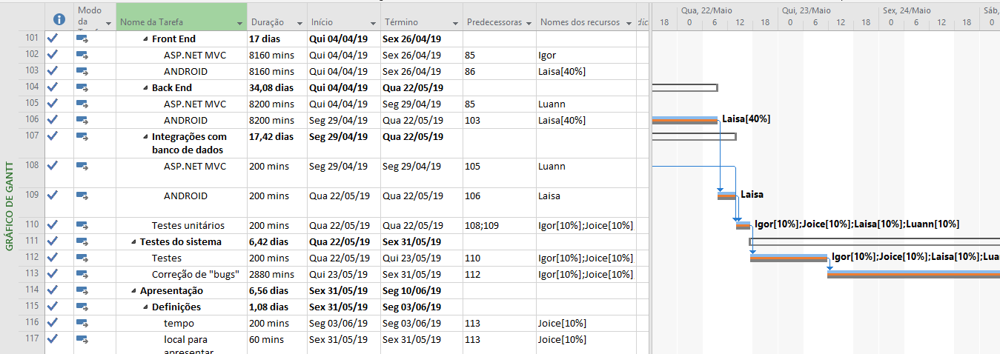 Qua, 22/Maio Qui, 23/Maio Sex, 24/Maio Sáb,
18 0 6 12 18 0 6 12 18 0 6 12 18 0
Modo da Nome da Tarefa Duração Início Término Predecessoras Nomes dos recursos
101 Front End 17 dias Qui 04/04/19 Sex 26/04/19
102 ASP.NET MVC 8160 mins Qui 04/04/19 Sex 26/04/19 85 Igor
103 ANDROID 8160 mins Qui 04/04/19 Sex 26/04/19 86 Laisa[40%]
104 Back End 34,08 dias Qui 04/04/19 Qua 22/05/19
105 ASP.NET MVC 8200 mins Qui 04/04/19 Seg 29/04/19 85 Luann
106 ANDROID 8200 mins Seg 29/04/19 Qua 22/05/19 103 Laisa[40%] Laisa[40%]
107 Integrações com 17,42 dias Seg 29/04/19 Qua 22/05/19
banco de dados
108 ASP.NET MVC 200 mins Seg 29/04/19 Seg 29/04/19 105 Luann
109 ANDROID 200 mins Qua 22/05/19 Qua 22/05/19 106 Laisa Laisa
110 Testes unitários 200 mins Qua 22/05/19 Qua 22/05/19 108;109 Igor[10%];Joice[10%] Igor[10%];Joice[10%];Laisa[10%];Luann[10%]
111 Testes do sistema 6,42 dias Qua 22/05/19 Sex 31/05/19
112 Testes 200 mins Qua 22/05/19 Qui 23/05/19 110 Igor[10%];Joice[10%] Igor[10%];Joice[10%];Laisa[10%];Lua
113 Correção de "bugs" 2880 mins Qui 23/05/19 Sex 31/05/19 112 Igor[10%];Joice[10%]
114 Apresentação 6,56 dias Sex 31/05/19 Seg 10/06/19
115 Definições 1,08 dias Sex 31/05/19 Seg 03/06/19
116 tempo 200 mins Seg 03/06/19 Seg 03/06/19 113 Joice[10%]
117 local para 60 mins Sex 31/05/19 Sex 31/05/19 113 Joice[10%]
apresentar
GRÁFICO DE GANTT